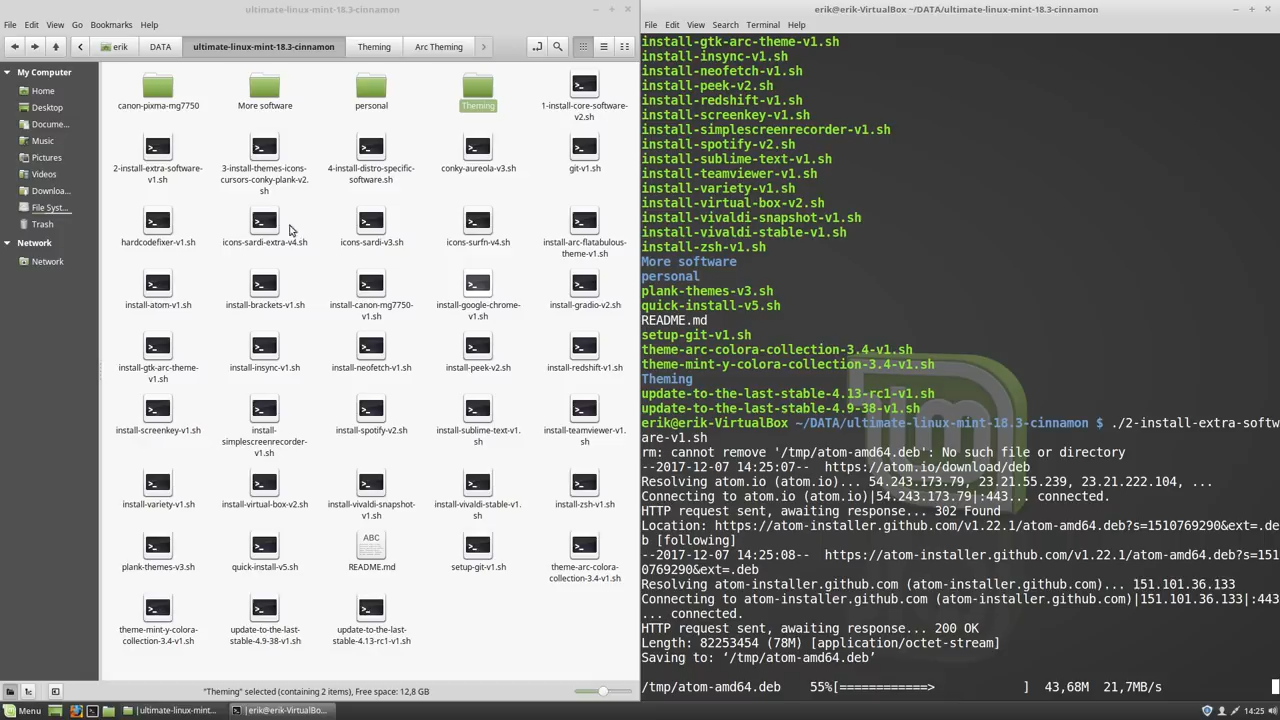 ultimate-linux-mint-18.3-cinnamon
File Edit View Go Bookmarks Help
erik DATA ultimate-linux-mint-18.3-cinnamon Theming Arc Theming
My Computer
Home
Desktop
Docume...
Music
Pictures
Videos
Downloa...
File Syst...
Trash
Network
Network
canon-pixma-mg7750
More software
personal
Theming
1-install-core-software-
v2.sh
2-install-extra-software-
v1.sh
3-install-themes-icons-
cursors-conky-plank-v2.
sh
4-install-distro-specific-
software.sh
conky-aureola-v3.sh
git-v1.sh
hardcodefixer-v1.sh
icons-sardi-extra-v4.sh
icons-sardi-v3.sh
icons-surfn-v4.sh
install-arc-flatabulous-
theme-v1.sh
install-atom-v1.sh
install-brackets-v1.sh
install-canon-mg7750-
v1.sh
install-google-chrome-
v1.sh
install-gradio-v2.sh
install-gtk-arc-theme-
v1.sh
install-insync-v1.sh
install-neofetch-v1.sh
install-peek-v2.sh
install-redshift-v1.sh
install-screenkey-v1.sh
install-
simplescreenrecorder-
v1.sh
install-spotify-v2.sh
install-sublime-text-v1.
sh
install-teamviewer-v1.
sh
install-variety-v1.sh
install-virtual-box-v2.sh
install-vivaldi-snapshot-
v1.sh
install-vivaldi-stable-v1.
sh
install-zsh-v1.sh
plank-themes-v3.sh
quick-install-v5.sh
ABC
README.md
setup-git-v1.sh
theme-arc-colora-
collection-3.4-v1.sh
theme-mint-y-colora-
collection-3.4-v1.sh
update-to-the-last-
stable-4.9-38-v1.sh
update-to-the-last-
stable-4.13-rc1-v1.sh
"Theming" selected (containing 2 items), Free space: 12,8 GB
erik@erik-VirtualBox ~/DATA/ultimate-linux-mint-18.3-cinnamon
File Edit View Search Terminal Help
install-gtk-arc-theme-v1.sh
install-insync-v1.sh
install-neofetch-v1.sh
install-peek-v2.sh
install-redshift-v1.sh
install-screenkey-v1.sh
install-simplescreenrecorder-v1.sh
install-spotify-v2.sh
install-sublime-text-v1.sh
install-teamviewer-v1.sh
install-variety-v1.sh
install-virtual-box-v2.sh
install-vivaldi-snapshot-v1.sh
install-vivaldi-stable-v1.sh
install-zsh-v1.sh
More software
personal
plank-themes-v3.sh
quick-install-v5.sh
README.md
setup-git-v1.sh
theme-arc-colora-collection-3.4-v1.sh
theme-mint-y-colora-collection-3.4-v1.sh
Theming
update-to-the-last-stable-4.13-rc1-v1.sh
update-to-the-last-stable-4.9-38-v1.sh
erik@erik-VirtualBox ~/DATA/ultimate-linux-mint-18.3-cinnamon $ ./2-install-extra-softw
are-v1.sh
rm: cannot remove '/tmp/atom-amd64.deb': No such file or directory
--2017-12-07 14:25:07-- https://atom.io/download/deb
Resolving atom.io (atom.io)... 54.243.173.79, 23.21.55.239, 23.21.222.104, ...
Connecting to atom.io (atom.io)|54.243.173.79|:443... connected.
HTTP request sent, awaiting response... 302 Found
Location: https://atom-installer.github.com/v1.22.1/atom-amd64.deb?s=1510769290&ext=.de
b [following]
--2017-12-07 14:25:08-- https://atom-installer.github.com/v1.22.1/atom-amd64.deb?s=151
0769290&ext=.deb
Resolving atom-installer.github.com (atom-installer.github.com)... 151.101.36.133
Connecting to atom-installer.github.com (atom-installer.github.com)|151.101.36.133|:443
... connected.
HTTP request sent, awaiting response... 200 OK
Length: 82253454 (78M) [application/octet-stream]
Saving to: ‘/tmp/atom-amd64.deb’
/tmp/atom-amd64.deb 55%[============> ] 43,68M 21,7MB/s
Menu |ultimate-linux-mint... |erik@erik-VirtualBo... 14:25